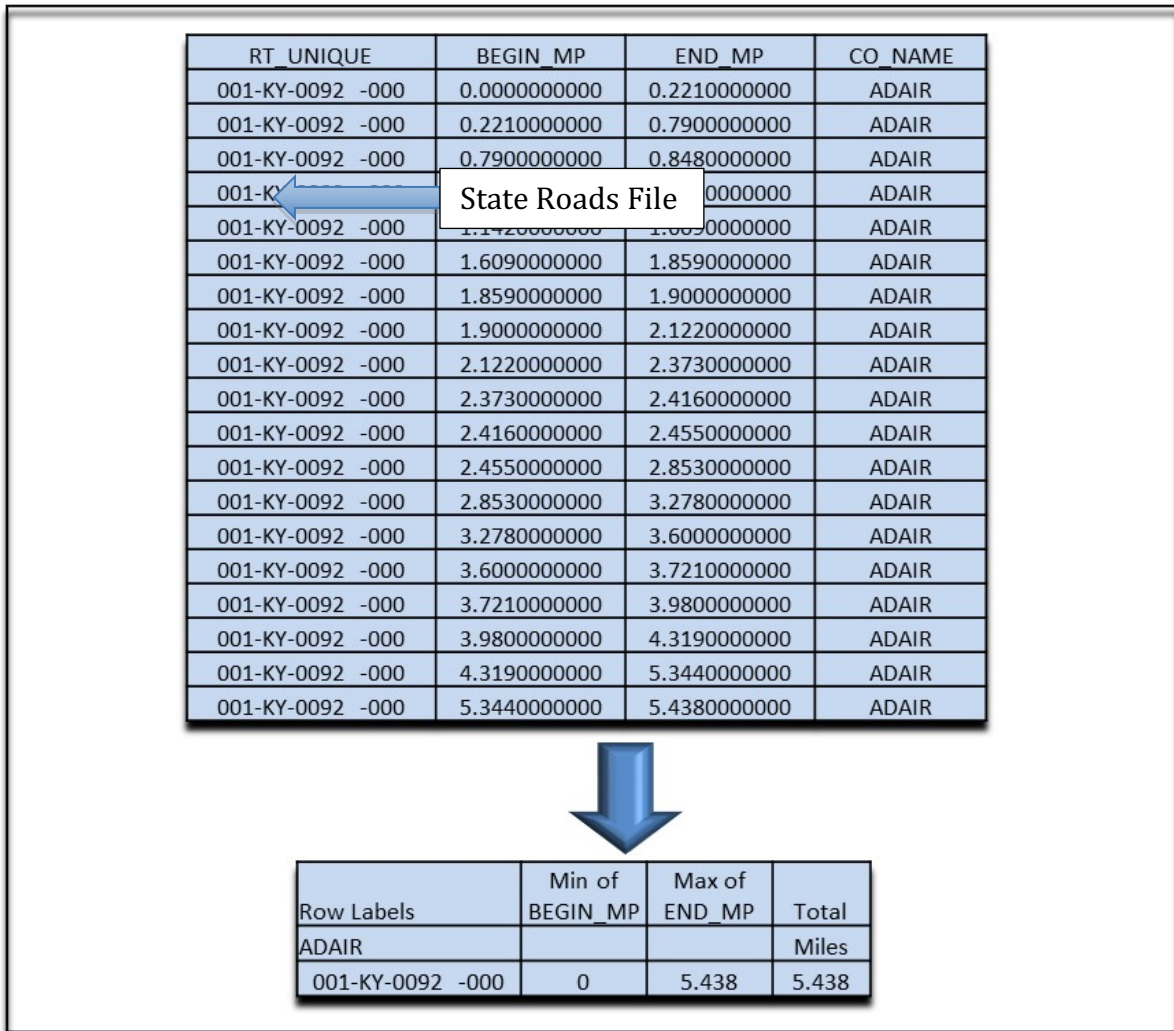 RT_UNIQUE BEGIN_MP END_MP CO_NAME
001-KY-0092 -000 0.0000000000 0.2210000000 ADAIR
001-KY-0092 -000 0.2210000000 0.7900000000 ADAIR
001-KY-0092 -000 0.7900000000 0.8480000000 ADAIR
ADAIR
State Roads File
001-KY-0092 -000 ADAIR
001-KY-0092 -000 1.6090000000 1.8590000000 ADAIR
001-KY-0092 -000 1.8590000000 1.9000000000 ADAIR
001-KY-0092 -000 1.9000000000 2.1220000000 ADAIR
001-KY-0092 -000 2.1220000000 2.3730000000 ADAIR
001-KY-0092 -000 2.3730000000 2.4160000000 ADAIR
001-KY-0092 -000 2.4160000000 2.4550000000 ADAIR
001-KY-0092 -000 2.4550000000 2.8530000000 ADAIR
001-KY-0092 -000 2.8530000000 3.2780000000 ADAIR
001-KY-0092 -000 3.2780000000 3.6000000000 ADAIR
001-KY-0092 -000 3.6000000000 3.7210000000 ADAIR
001-KY-0092 -000 3.7210000000 3.9800000000 ADAIR
001-KY-0092 -000 3.9800000000 4.3190000000 ADAIR
001-KY-0092 -000 4.3190000000 5.3440000000 ADAIR
001-KY-0092 -000 5.3440000000 5.4380000000 ADAIR
Min of Max of
Row Labels BEGIN_MP END_MP Total
ADAIR Miles
001-KY-0092 -000 0 5.438 5.438